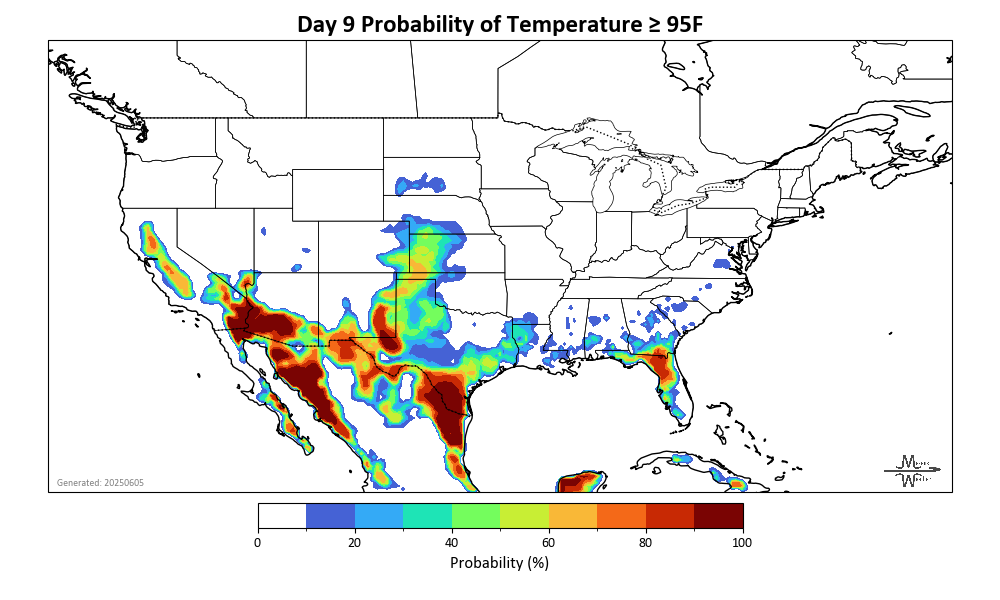 Day 9 Probability of Temperature ≥ 95F
Generated: 20250605
0 20 40 60 80 100
Probability (%)